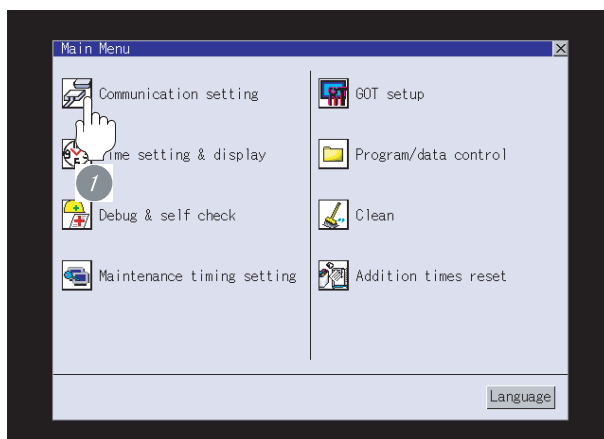 Main Menu
Communication setting
Time setting & display
1
Debug & self check
Maintenance timing setting
GOT setup
Program/data control
Clean
Addition times reset
Language